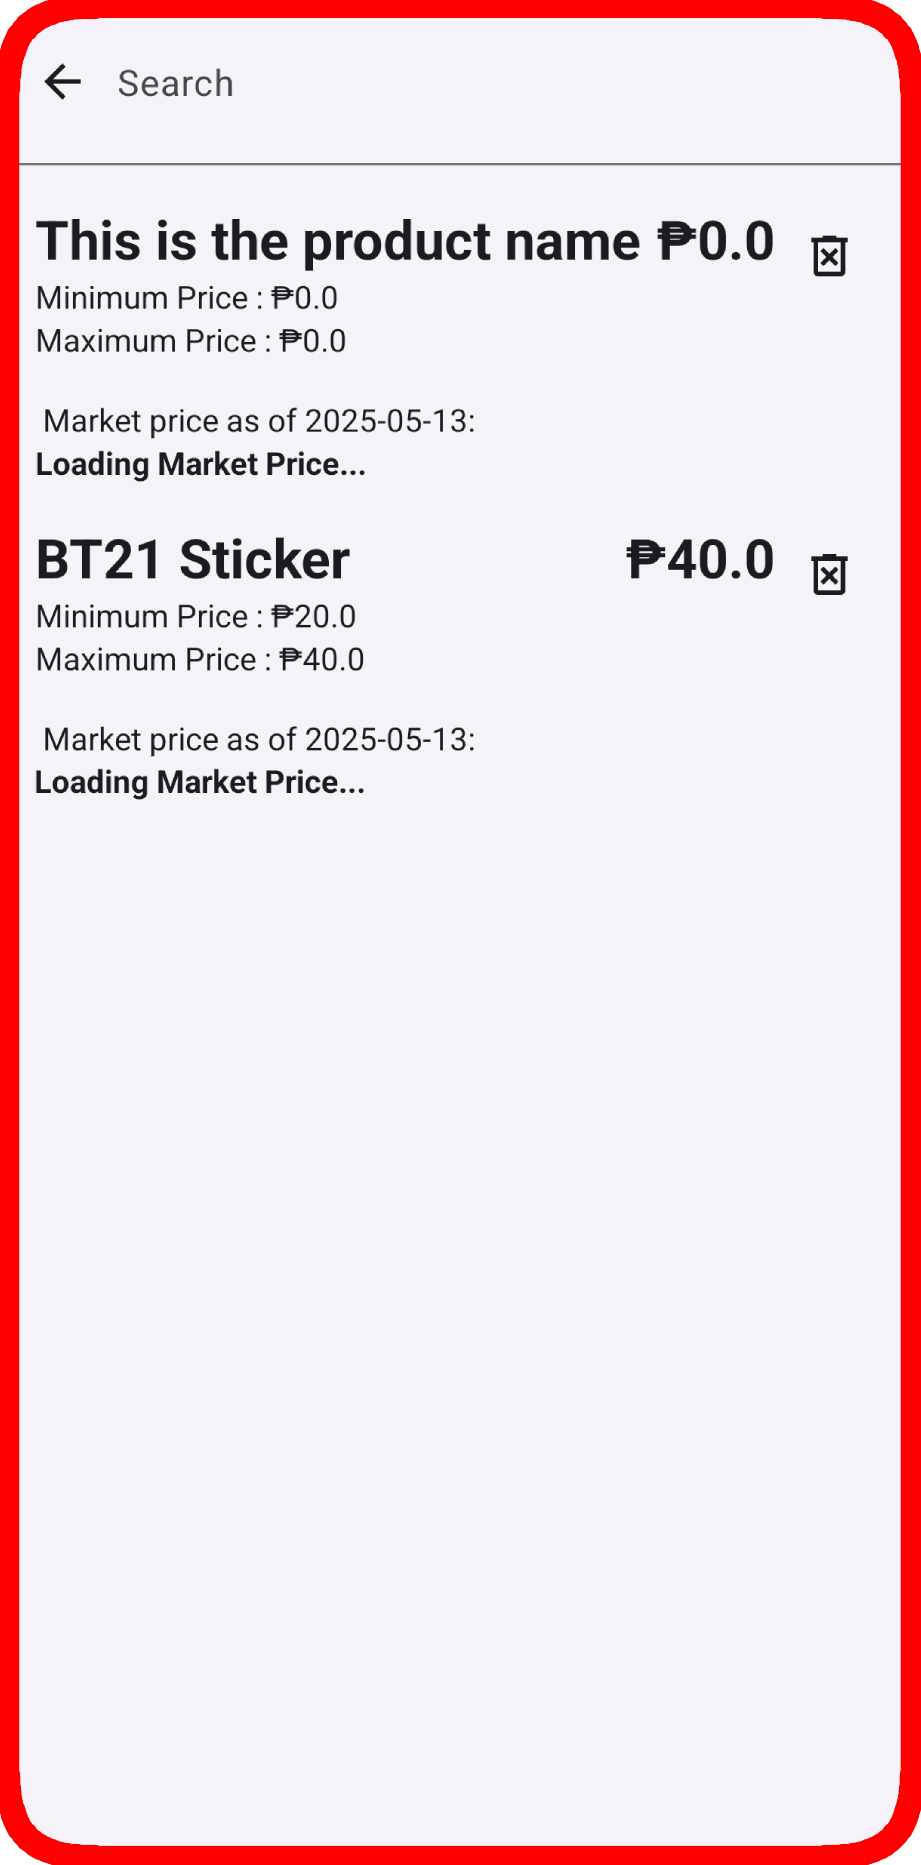 Search
This is the product name ₱0.0
Minimum Price : ₱0.0
Maximum Price : ₱0.0
Market price as of 2025-05-13:
Loading Market Price...
BT21 Sticker ₱40.0
Minimum Price : ₱20.0
Maximum Price : ₱40.0
Market price as of 2025-05-13:
Loading Market Price...